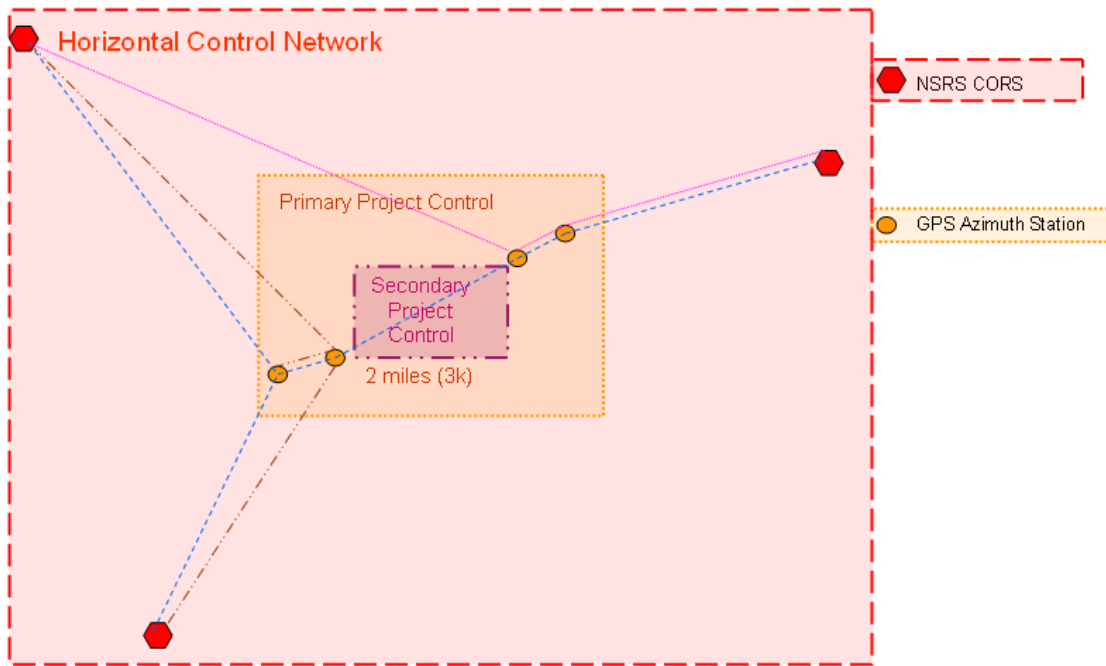 Horizontal Control Network
NSRS CORS
Primary Project Control
GPS Azimuth Station
Secondary
Project
Control
2 miles (3k)